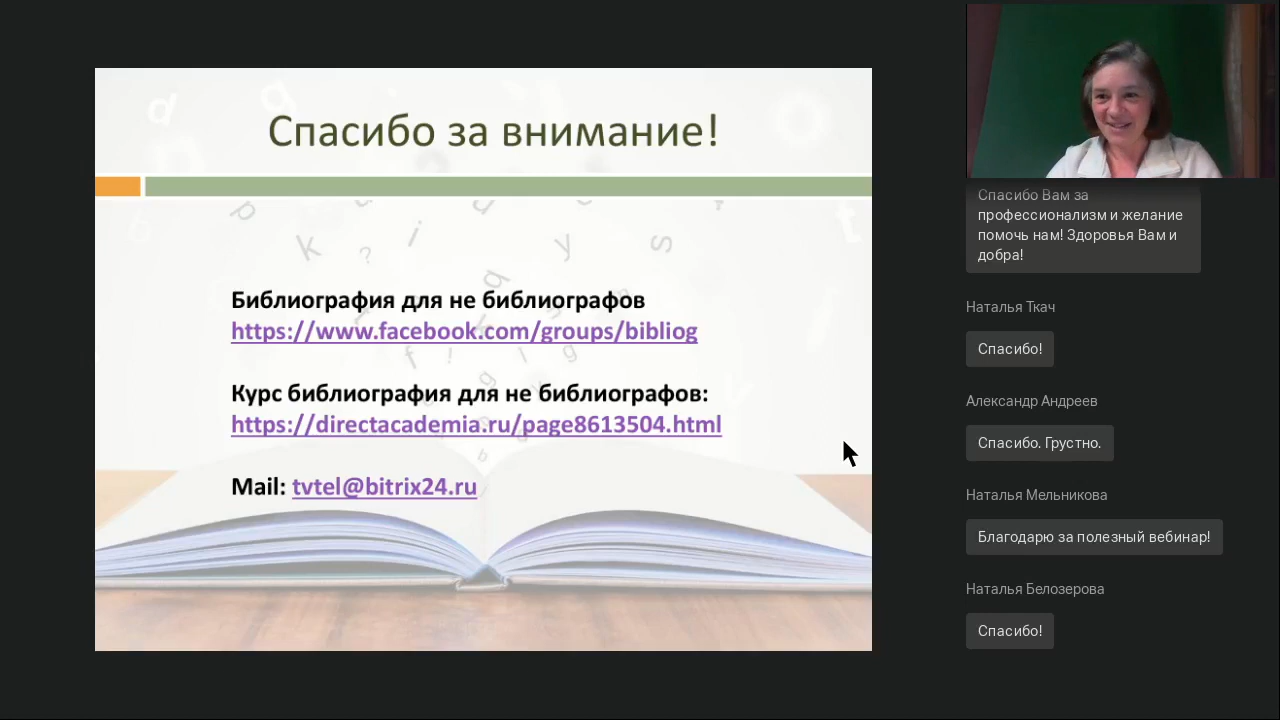 Спасибо за внимание!
Библиография для не библиографов
https://www.facebook.com/groups/bibliog
Курс библиография для не библиографов:
https://directacademia.ru/page8613504.html
Mail: tvtel@bitrix24.ru
Спасибо Вам за
профессионализм и желание
помочь нам! Здоровья Вам и
добра!
Наталья Ткач
Спасибо!
Александр Андреев
Спасибо. Грустно.
Наталья Мельникова
Благодарю за полезный вебинар!
Наталья Белозерова
Спасибо!